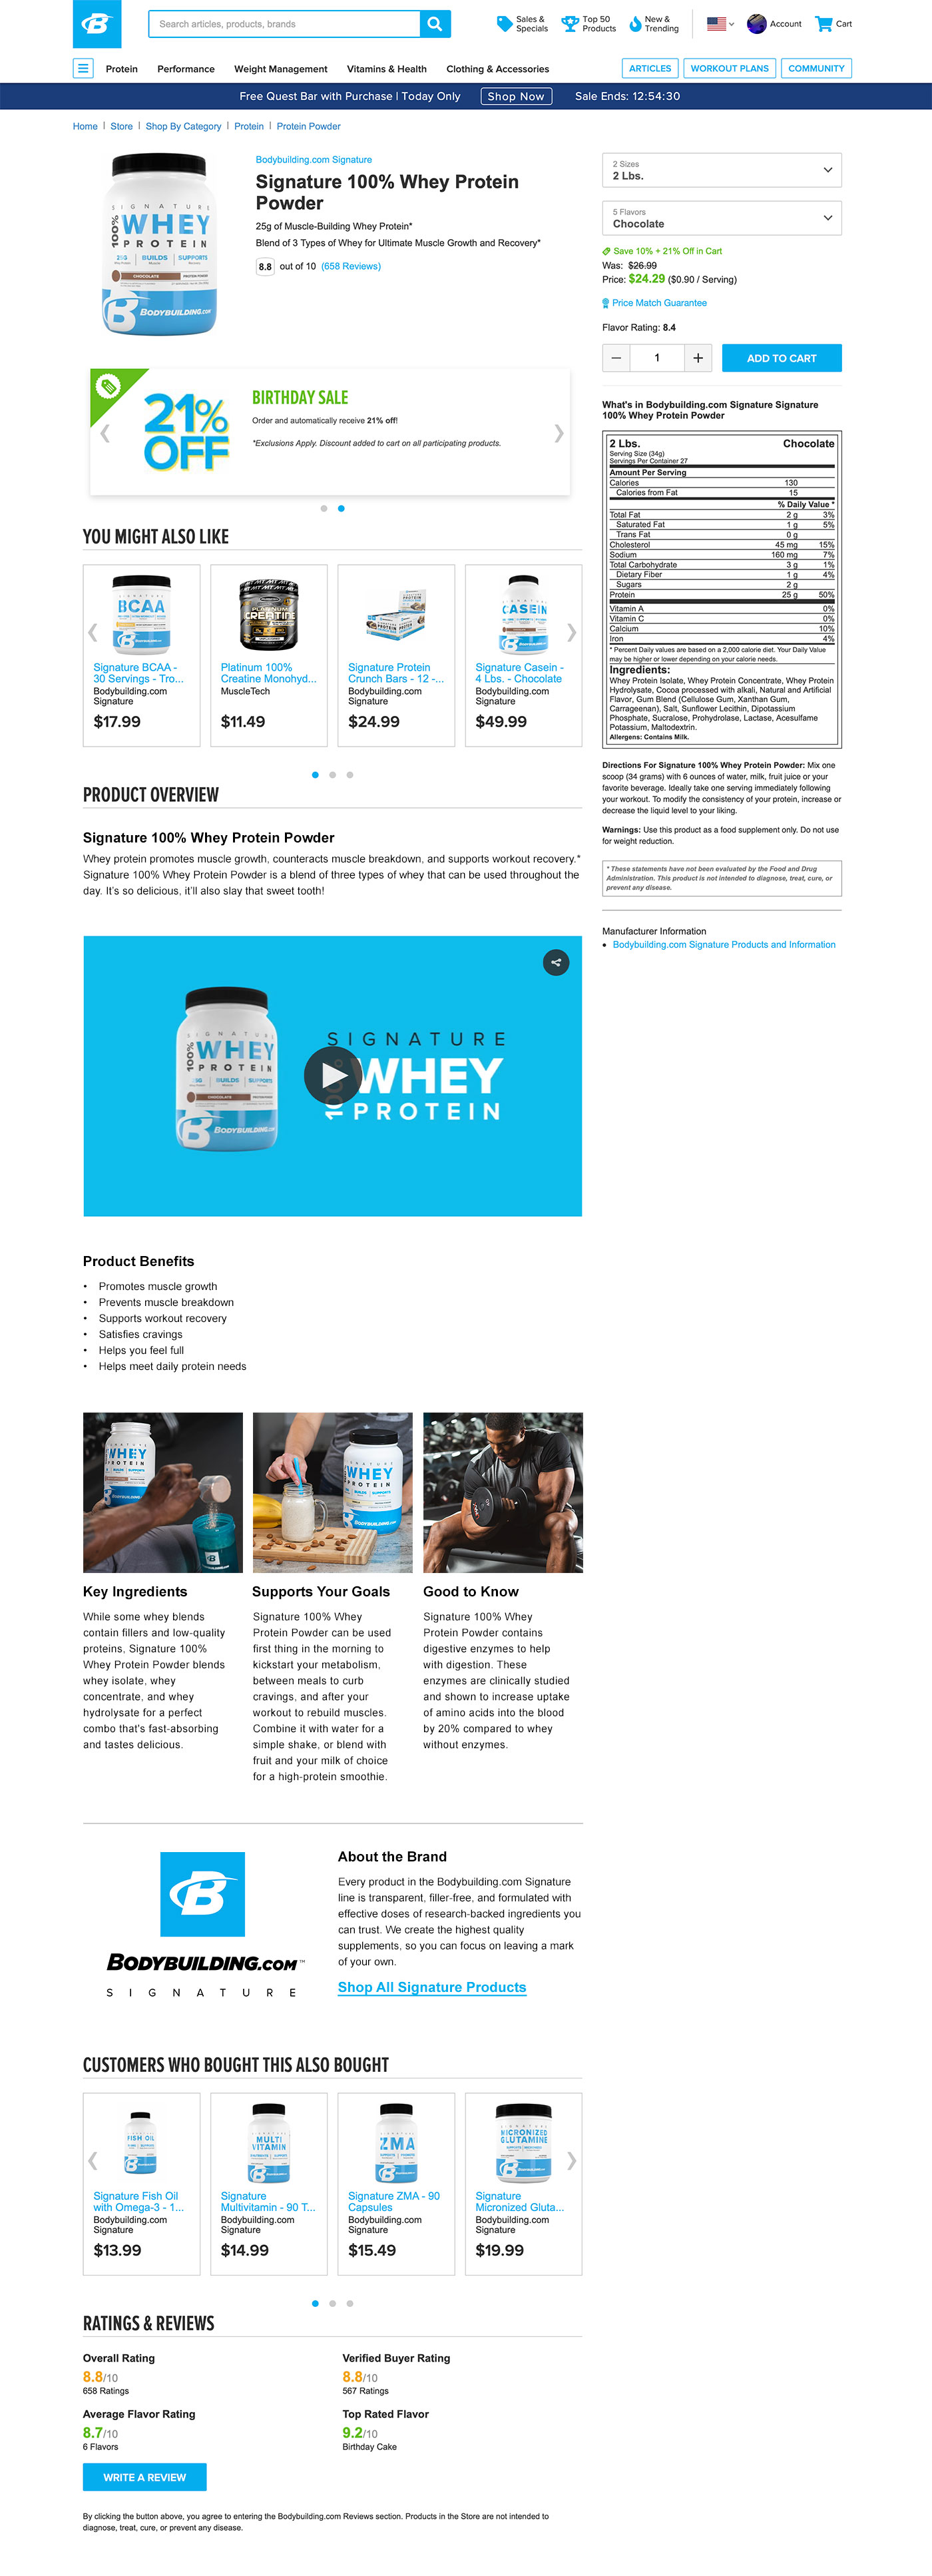 Search articles, products, brands
Sales &
Specials
Top 50
Products
New &
Trending
Account
Cart
Protein
Performance
Weight Management
Vitamins & Health
Clothing & Accessories
ARTICLES
WORKOUT PLANS
COMMUNITY
Free Quest Bar with Purchase | Today Only
Shop Now
Sale Ends: 12:54:30
Home | Store | Shop By Category | Protein | Protein Powder
SIGNATURE
100% WHEY
PROTEIN
25G
BUILDS
SUPPORTS
CHOCOLATE
BODYBUILDING.COM
Bodybuilding.com Signature
Signature 100% Whey Protein
Powder
25g of Muscle-Building Whey Protein*
Blend of 3 Types of Whey for Ultimate Muscle Growth and Recovery*
8.8 out of 10 (658 Reviews)
2 Sizes
2 Lbs.
5 Flavors
Chocolate
Save 10% + 21% Off in Cart
Was: $26.99
Price: $24.29 ($0.90 / Serving)
Price Match Guarantee
Flavor Rating: 8.4
1
ADD TO CART
21%
OFF
BIRTHDAY SALE
Order and automatically receive 21% off!
*Exclusions Apply. Discount added to cart on all participating products.
What's in Bodybuilding.com Signature Signature
100% Whey Protein Powder
2 Lbs. Chocolate
Serving Size (34g)
Servings Per Container 27
Amount Per Serving
Calories 130
Calories from Fat 15
% Daily Value *
Total Fat 2 g 3%
Saturated Fat 1 g 5%
Trans Fat 0 g
Cholesterol 45 mg 15%
Sodium 160 mg 7%
Total Carbohydrate 3 g 1%
Dietary Fiber 1 g 4%
Sugars 2 g
Protein 25 g 50%
Vitamin A 0%
Vitamin C 0%
Calcium 10%
Iron 4%
* Percent Daily values are based on a 2,000 calorie diet. Your Daily Value
may be higher or lower depending on your calorie needs.
Ingredients:
Whey Protein Isolate, Whey Protein Concentrate, Whey Protein
Hydrolysate, Cocoa processed with alkali, Natural and Artificial
Flavor, Gum Blend (Cellulose Gum, Xanthan Gum,
Carrageenan), Salt, Sunflower Lecithin, Dipotassium
Phosphate, Sucralose, Prohydrolase, Lactase, Acesulfame
Potassium, Maltodextrin.
Allergens: Contains Milk.
Directions For Signature 100% Whey Protein Powder: Mix one
scoop (34 grams) with 6 ounces of water, milk, fruit juice or your
favorite beverage. Ideally take one serving immediately following
your workout. To modify the consistency of your protein, increase or
decrease the liquid level to your liking.
Warnings: Use this product as a food supplement only. Do not use
for weight reduction.
* These statements have not been evaluated by the Food and Drug
Administration. This product is not intended to diagnose, treat, cure, or
prevent any disease.
Manufacturer Information
• Bodybuilding.com Signature Products and Information
YOU MIGHT ALSO LIKE
BCAA
Signature BCAA -
30 Servings - Tro...
Bodybuilding.com
Signature
$17.99
PLATINUM 100%
CREATINE
Platinum 100%
Creatine Monohyd...
MuscleTech
$11.49
Signature Protein
Crunch Bars - 12 -...
Bodybuilding.com
Signature
$24.99
CASEIN
Signature Casein -
4 Lbs. - Chocolate
Bodybuilding.com
Signature
$49.99
PRODUCT OVERVIEW
Signature 100% Whey Protein Powder
Whey protein promotes muscle growth, counteracts muscle breakdown, and supports workout recovery.*
Signature 100% Whey Protein Powder is a blend of three types of whey that can be used throughout the
day. It's so delicious, it'll also slay that sweet tooth!
SIGNATURE
100% WHEY
PROTEIN
BUILDS
SUPPORTS
CHOCOLATE
BODYBUILDING.COM
SIGNATURE
WHEY
PROTEIN
Product Benefits
• Promotes muscle growth
• Prevents muscle breakdown
• Supports workout recovery
• Satisfies cravings
• Helps you feel full
• Helps meet daily protein needs
WHEY
PROTEIN
WHEY
PROTEIN
Key Ingredients
While some whey blends
contain fillers and low-quality
proteins, Signature 100%
Whey Protein Powder blends
whey isolate, whey
concentrate, and whey
hydrolysate for a perfect
combo that's fast-absorbing
and tastes delicious.
Supports Your Goals
Signature 100% Whey
Protein Powder can be used
first thing in the morning to
kickstart your metabolism,
between meals to curb
cravings, and after your
workout to rebuild muscles.
Combine it with water for a
simple shake, or blend with
fruit and your milk of choice
for a high-protein smoothie.
Good to Know
Signature 100% Whey
Protein Powder contains
digestive enzymes to help
with digestion. These
enzymes are clinically studied
and shown to increase uptake
of amino acids into the blood
by 20% compared to whey
without enzymes.
BODYBUILDING.COM™
SIGNATURE
About the Brand
Every product in the Bodybuilding.com Signature
line is transparent, filler-free, and formulated with
effective doses of research-backed ingredients you
can trust. We create the highest quality
supplements, so you can focus on leaving a mark
of your own.
Shop All Signature Products
CUSTOMERS WHO BOUGHT THIS ALSO BOUGHT
FISH OIL
Signature Fish Oil
with Omega-3 - 1...
Bodybuilding.com
Signature
$13.99
MULTI
VITAMIN
Signature
Multivitamin - 90 T...
Bodybuilding.com
Signature
$14.99
ZMA
Signature ZMA - 90
Capsules
Bodybuilding.com
Signature
$15.49
MICRONIZED
GLUTAMINE
Signature
Micronized Gluta...
Bodybuilding.com
Signature
$19.99
RATINGS & REVIEWS
Overall Rating
8.8/10
658 Ratings
Verified Buyer Rating
8.8/10
567 Ratings
Average Flavor Rating
8.7/10
6 Flavors
Top Rated Flavor
9.2/10
Birthday Cake
WRITE A REVIEW
By clicking the button above, you agree to entering the Bodybuilding.com Reviews section. Products in the Store are not intended to
diagnose, treat, cure, or prevent any disease.